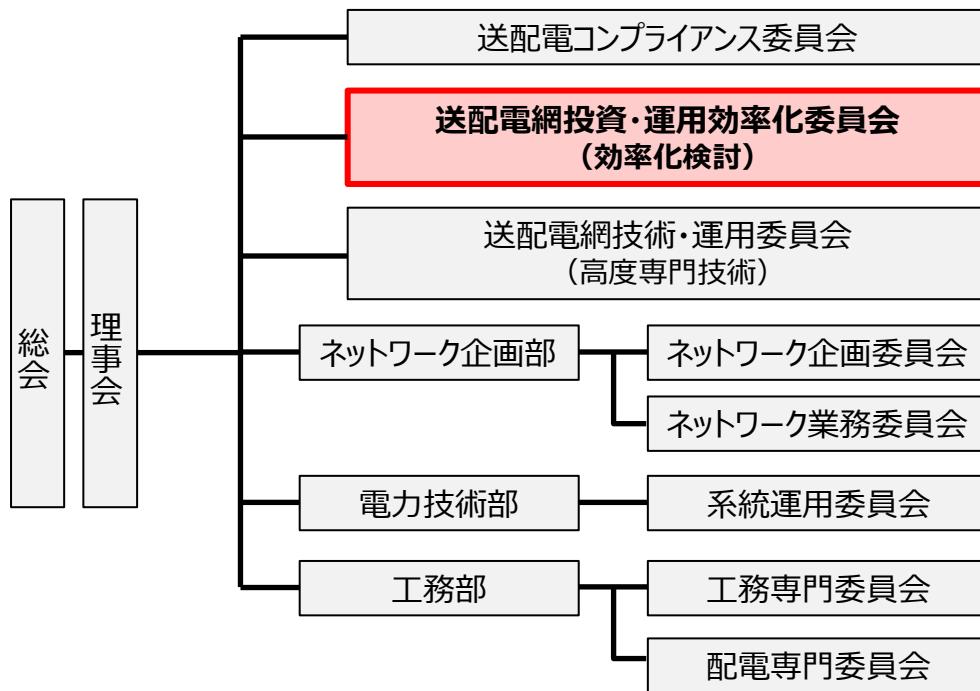 送配電コンプライアンス委員会
送配電網投資・運用効率化委員会
（効率化検討）
送配電網技術・運用委員会
（高度専門技術）
総会
理事会
ネットワーク企画部
ネットワーク企画委員会
ネットワーク業務委員会
電力技術部
系統運用委員会
工務部
工務専門委員会
配電専門委員会